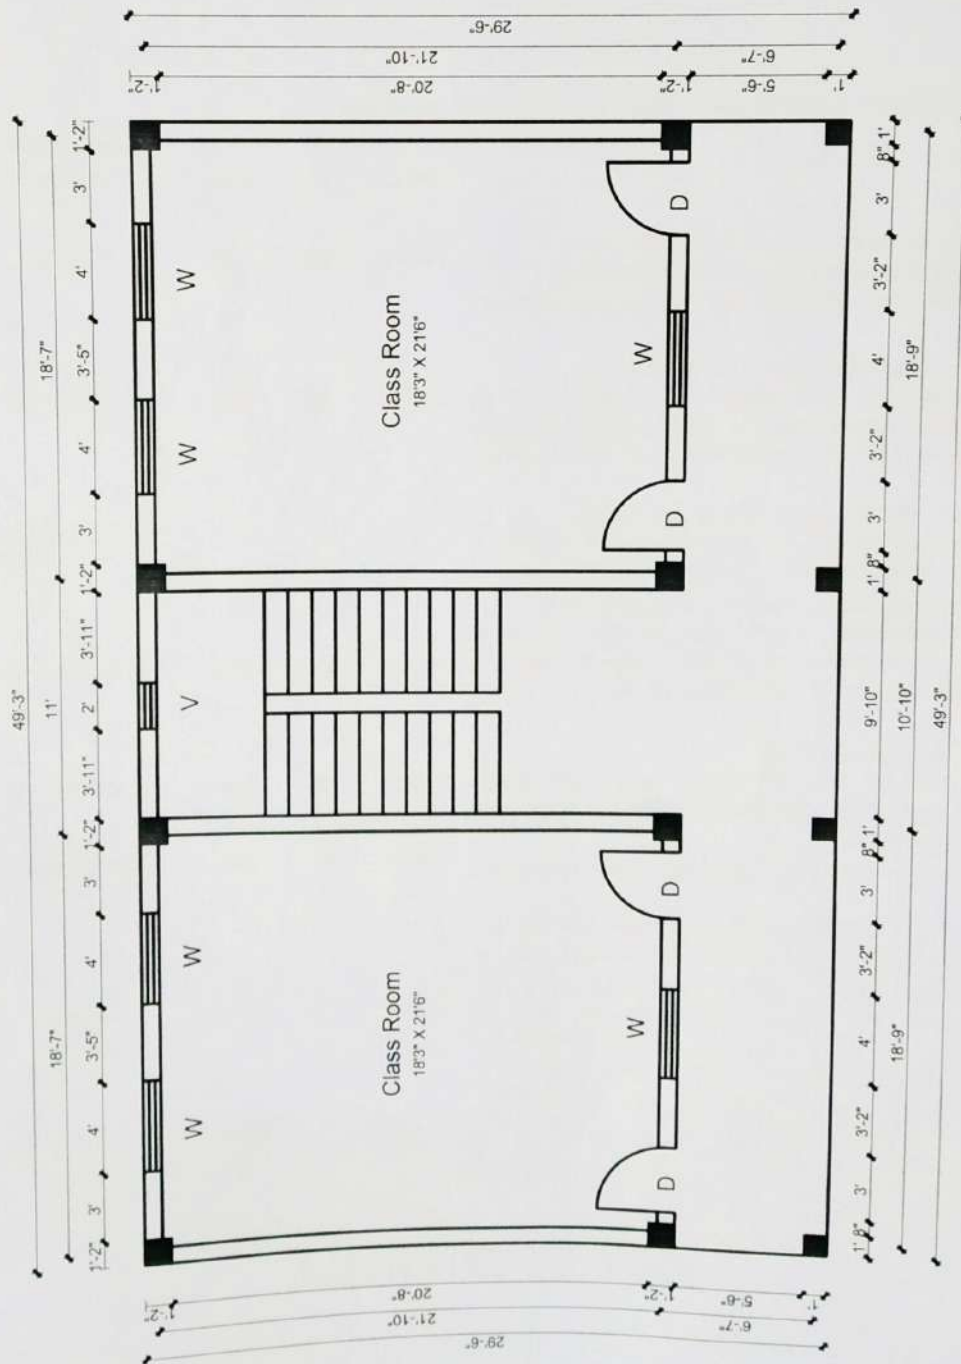 49'-3"
18'-7" 11' 18'-7"
1'-2" 3' 4' 3'-5" 4' 3' 1'-2" 3'-11" 2' 3'-11" 1'-2" 3' 4' 3'-5" 4' 3' 1'-2"
29'-6"
21'-10" 6'-7"
1'-2" 20'-8" 1'-2" 5'-6" 1'
W W V W W
Class Room
18'3" X 21'6"
Class Room
18'3" X 21'6"
W W
D D D D
1'-2" 20'-8" 1'-2" 5'-6" 1'
21'-10" 6'-7"
29'-6"
1' 8" 3' 3'-2" 4' 3'-2" 3' 8" 1' 9'-10" 1' 8" 3' 3'-2" 4' 3'-2" 3' 8" 1'
18'-9" 10'-10" 18'-9"
49'-3"